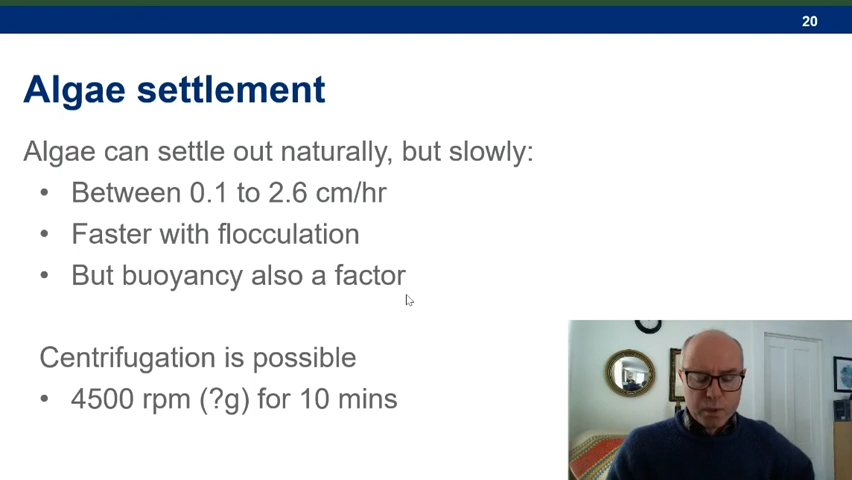 20
Algae settlement
Algae can settle out naturally, but slowly:
• Between 0.1 to 2.6 cm/hr
• Faster with flocculation
• But buoyancy also a factor
Centrifugation is possible
• 4500 rpm (?g) for 10 mins